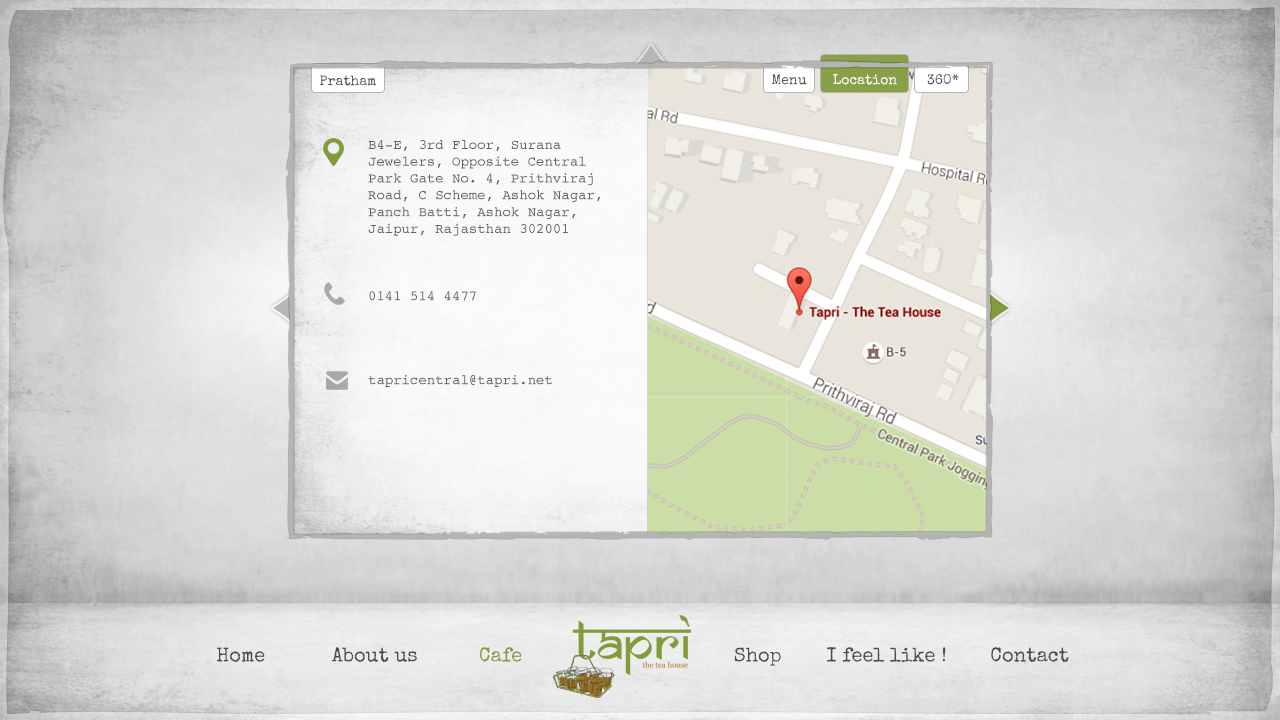 Pratham
Menu
Location
360*
B4-E, 3rd Floor, Surana
Jewelers, Opposite Central
Park Gate No. 4, Prithviraj
Road, C Scheme, Ashok Nagar,
Panch Batti, Ashok Nagar,
Jaipur, Rajasthan 302001
0141 514 4477
tapricentral@tapri.net
al Rd
Hospital R
Tapri - The Tea House
B-5
Prithviraj Rd
Central Park Jogging
Home
About us
Cafe
tapri
the tea house
Shop
I feel like !
Contact